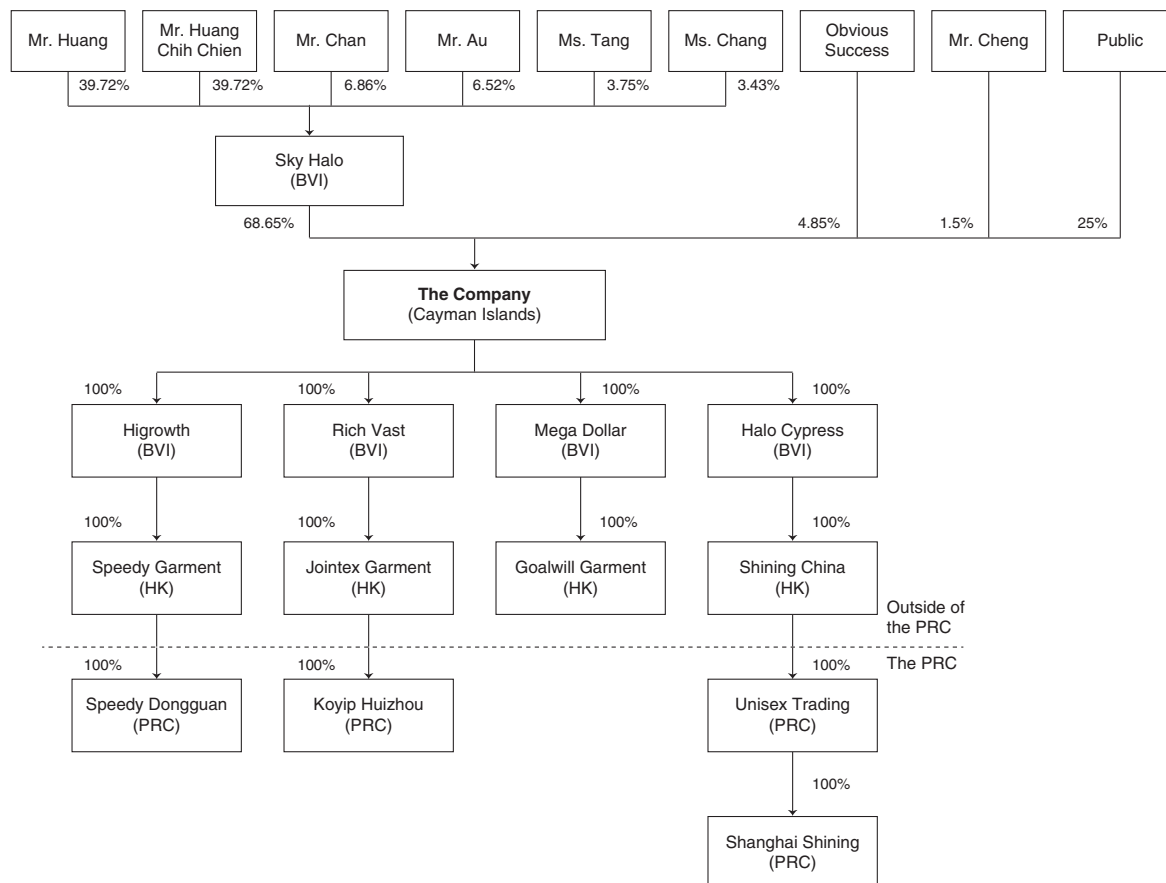 Mr. Huang
Mr. Huang
Chih Chien
Mr. Chan
Mr. Au
Ms. Tang
Ms. Chang
Obvious
Success
Mr. Cheng
Public
39.72%
39.72%
6.86%
6.52%
3.75%
3.43%
Sky Halo
(BVI)
68.65%
4.85%
1.5%
25%
The Company
(Cayman Islands)
100%
100%
100%
100%
Higrowth
(BVI)
Rich Vast
(BVI)
Mega Dollar
(BVI)
Halo Cypress
(BVI)
100%
100%
100%
100%
Speedy Garment
(HK)
Jointex Garment
(HK)
Goalwill Garment
(HK)
Shining China
(HK)
Outside of
the PRC
The PRC
100%
100%
100%
Speedy Dongguan
(PRC)
Koyip Huizhou
(PRC)
Unisex Trading
(PRC)
100%
Shanghai Shining
(PRC)